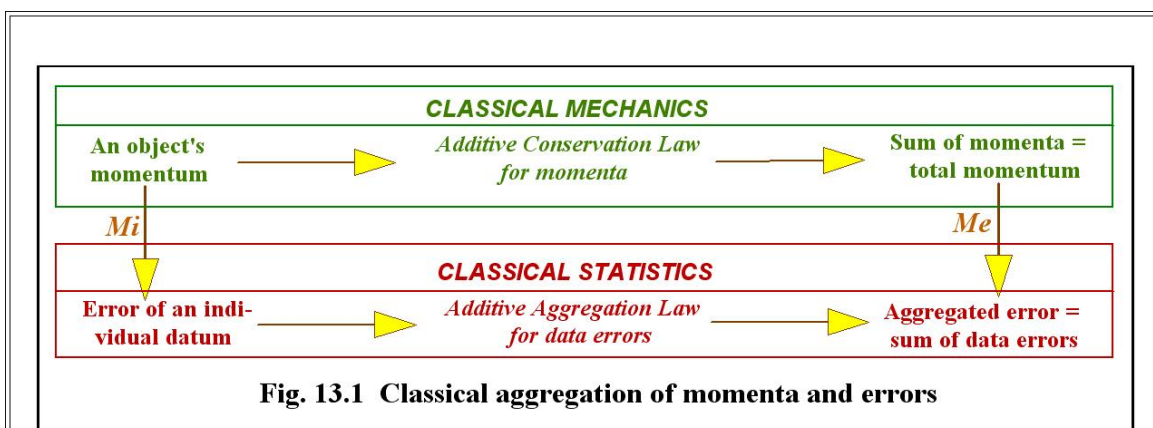 CLASSICAL MECHANICS
An object's
momentum
Additive Conservation Law
for momenta
Sum of momenta =
total momentum
Mi
Me
CLASSICAL STATISTICS
Error of an indi-
vidual datum
Additive Aggregation Law
for data errors
Aggregated error =
sum of data errors
Fig. 13.1 Classical aggregation of momenta and errors